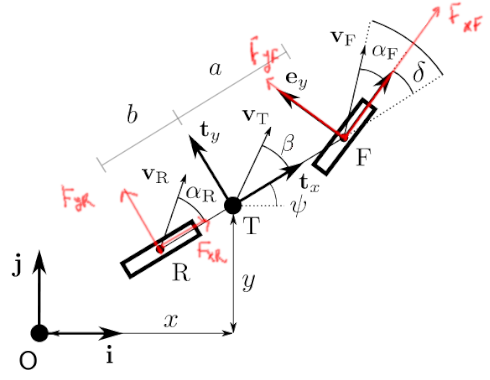 F_xF
v_F
α_F
F_yF
a
δ
e_y
b
v_T
t_y
β
F
v_R
t_x
α_R
ψ
F_yR
T
F_xR
R
j
y
x
O
i